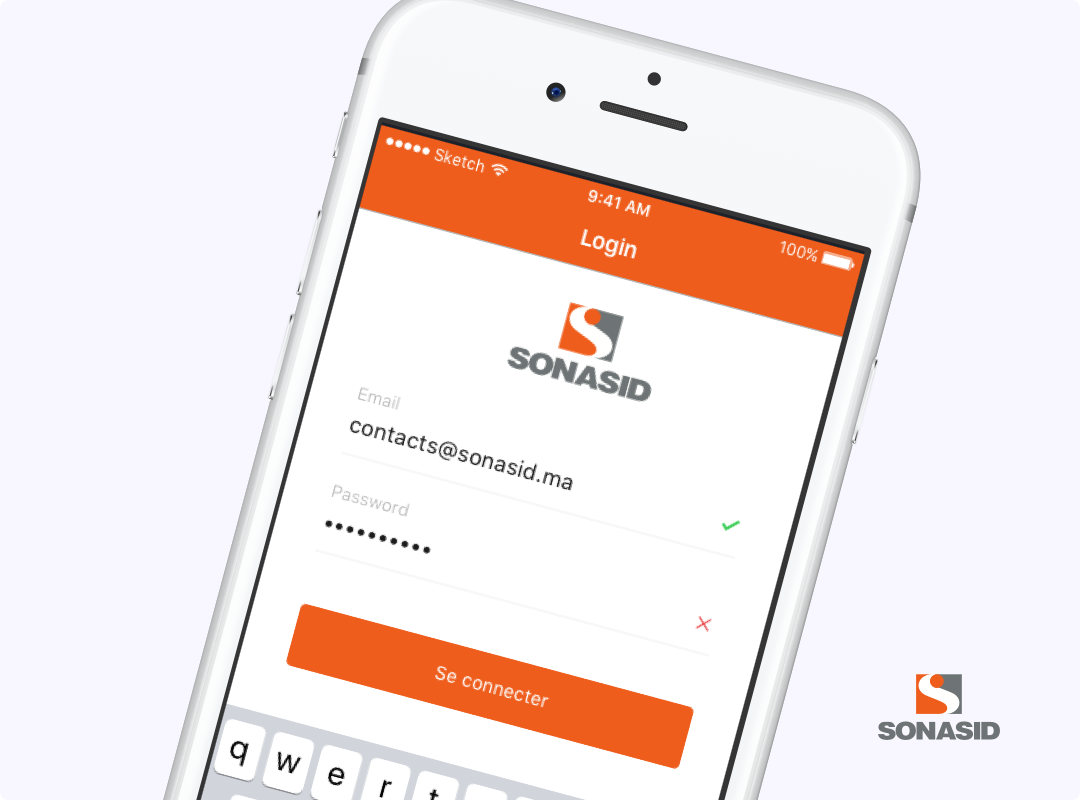 Sketch
9:41 AM
100%
Login
SONASID
Email
contacts@sonasid.ma
Password
Se connecter
q w e r t
SONASID